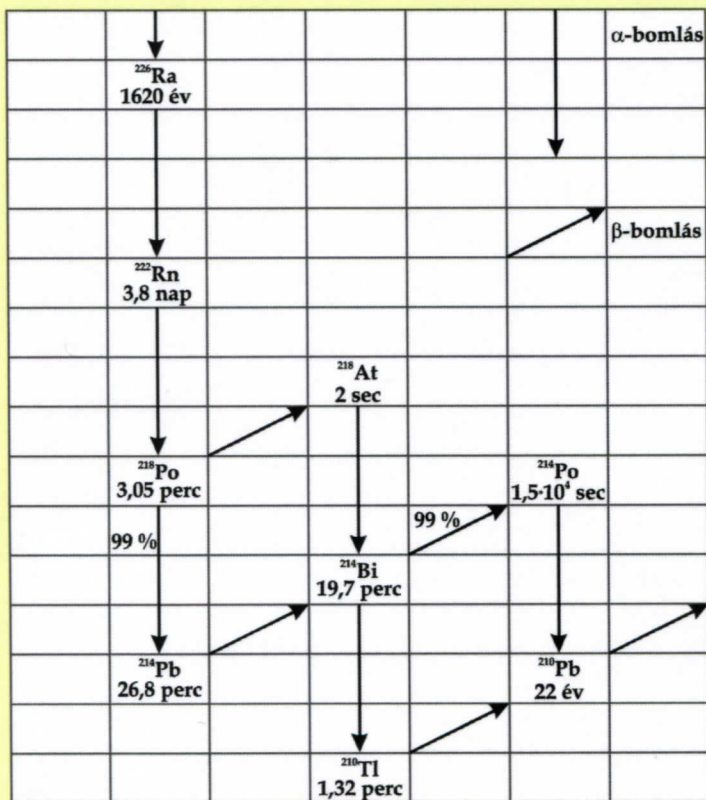 α-bomlás
²²⁶Ra
1620 év
β-bomlás
²²²Rn
3,8 nap
²¹⁸At
2 sec
²¹⁸Po
3,05 perc
²¹⁴Po
1,5·10⁴ sec
99 %
99 %
²¹⁴Bi
19,7 perc
²¹⁴Pb
26,8 perc
²¹⁰Pb
22 év
²¹⁰Tl
1,32 perc